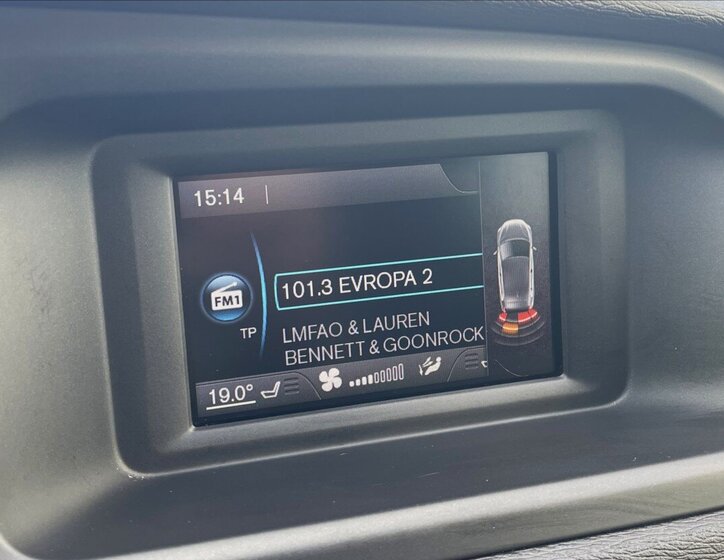 15:14
101.3 EVROPA 2
FM1
TP
LMFAO & LAUREN
BENNETT & GOONROCK
19.0°